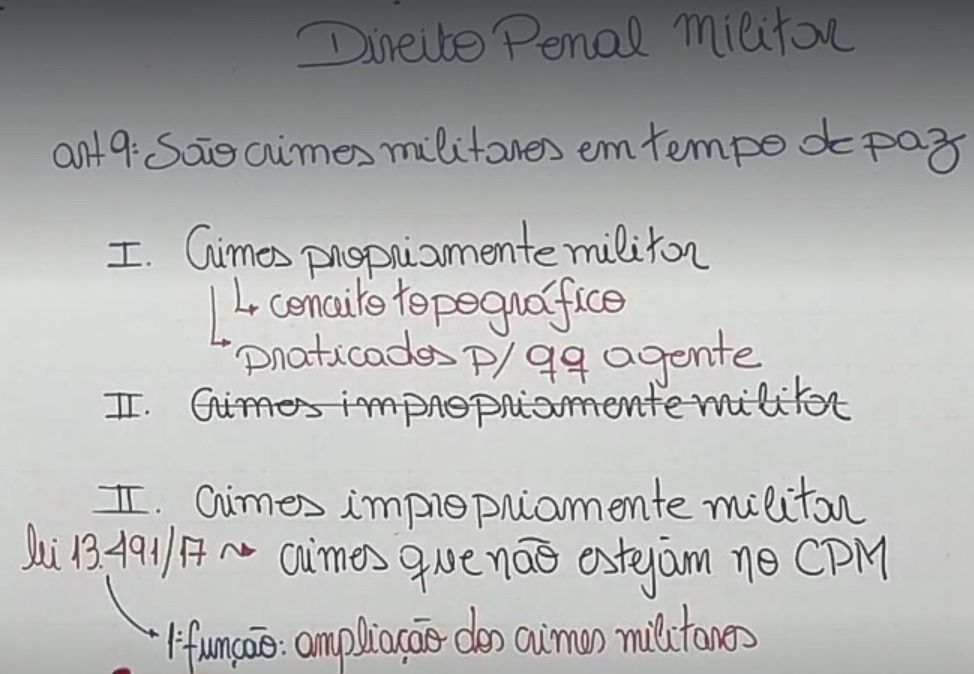 Direito Penal Militar
art 9: São crimes militares em tempo de paz
I. Crimes propriamente militar
↳ conceito topográfico
↳ praticados p/ qq agente
II. Crimes impropriamente militar
II. Crimes impropriamente militar
lei 13.491/17 ~> crimes que não estejam no CPM
1ª função: ampliação dos crimes militares